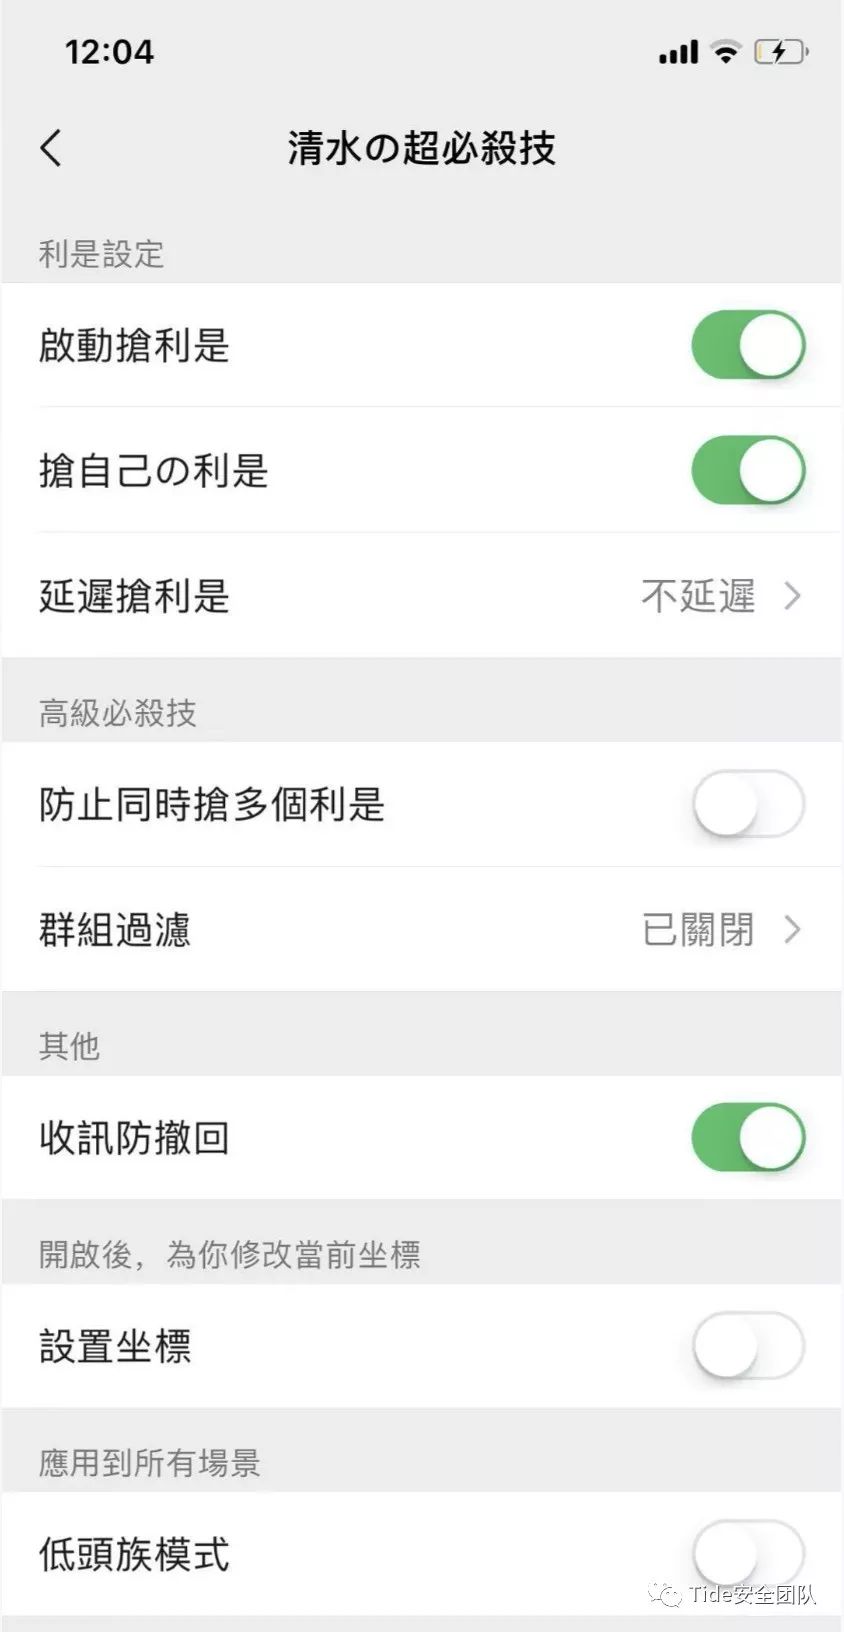 12:04
清水の超必殺技
利是設定
啟動搶利是
搶自己の利是
延遲搶利是 不延遲
高級必殺技
防止同時搶多個利是
群組過濾 已關閉
其他
收訊防撤回
開啟後，為你修改當前坐標
設置坐標
應用到所有場景
低頭族模式
Tide安全团队